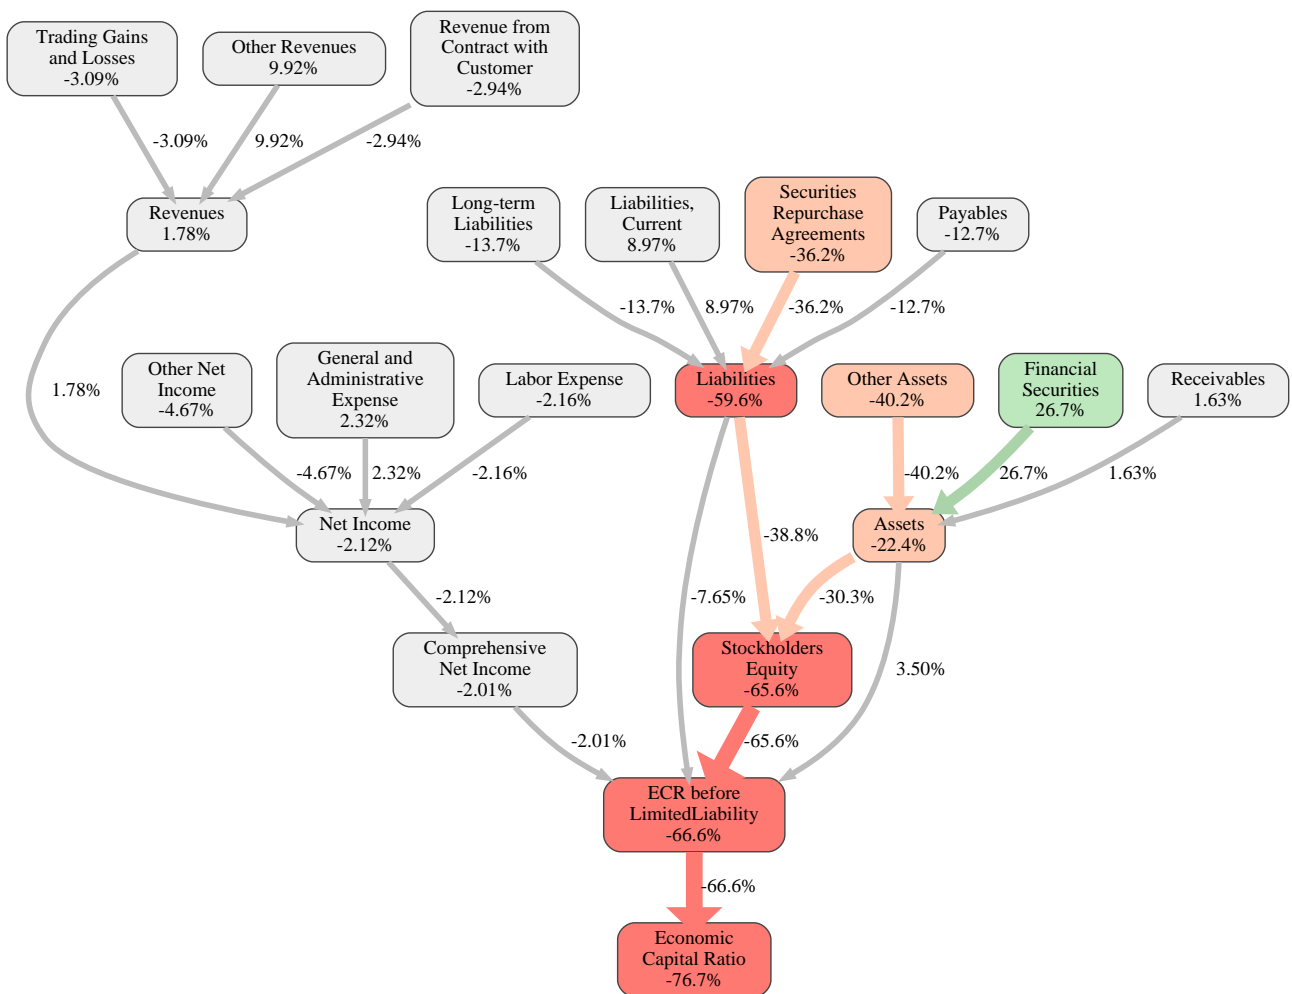 Trading Gains
and Losses
-3.09%
Other Revenues
9.92%
Revenue from
Contract with
Customer
-2.94%
-3.09%
9.92%
-2.94%
Revenues
1.78%
Long-term
Liabilities
-13.7%
Liabilities,
Current
8.97%
Securities
Repurchase
Agreements
-36.2%
Payables
-12.7%
-13.7%
8.97%
-36.2%
-12.7%
1.78%
Other Net
Income
-4.67%
General and
Administrative
Expense
2.32%
Labor Expense
-2.16%
Liabilities
-59.6%
Other Assets
-40.2%
Financial
Securities
26.7%
Receivables
1.63%
-4.67%
2.32%
-2.16%
-40.2%
26.7%
1.63%
Net Income
-2.12%
-38.8%
Assets
-22.4%
-2.12%
-7.65%
-30.3%
3.50%
Comprehensive
Net Income
-2.01%
Stockholders
Equity
-65.6%
-2.01%
-65.6%
ECR before
LimitedLiability
-66.6%
-66.6%
Economic
Capital Ratio
-76.7%